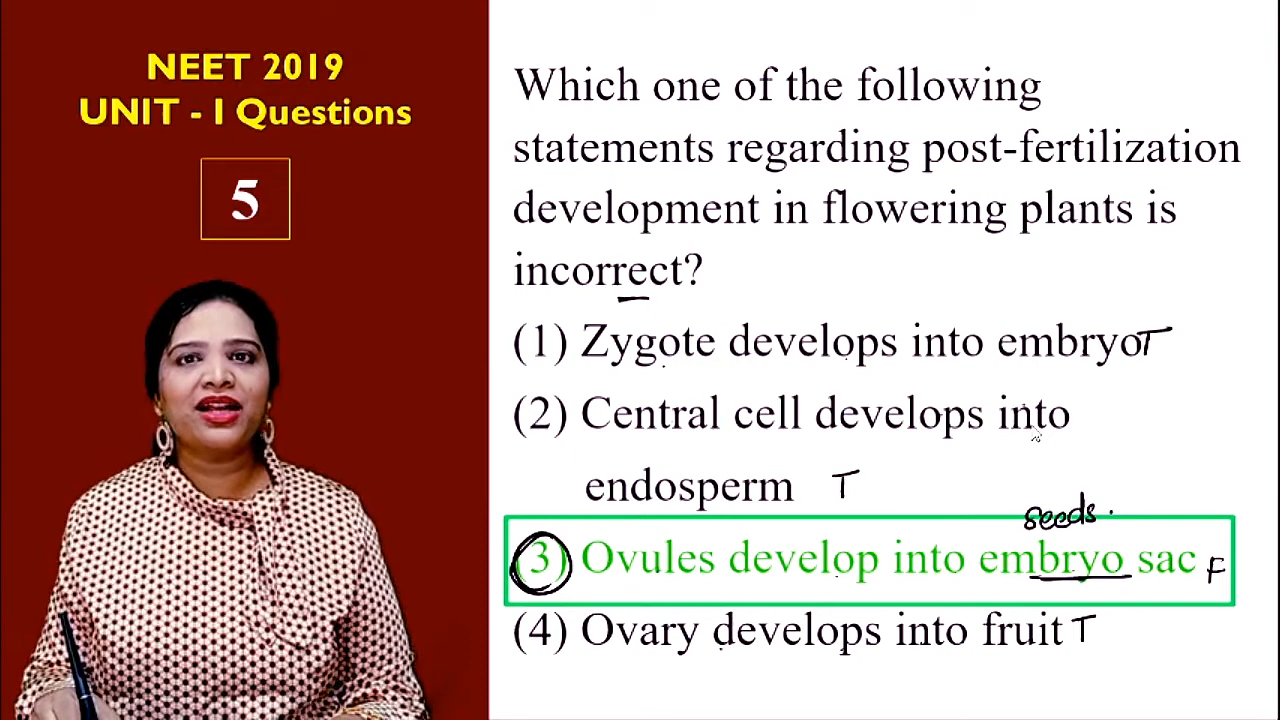 NEET 2019
UNIT - I Questions
5
Which one of the following
statements regarding post-fertilization
development in flowering plants is
incorrect?
(1) Zygote develops into embryo T
(2) Central cell develops into
endosperm T
seeds.
(3) Ovules develop into embryo sac F
(4) Ovary develops into fruit T